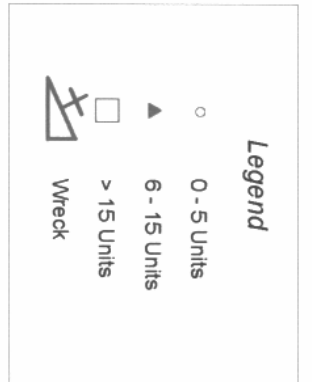 Legend
0 - 5 Units
6 - 15 Units
> 15 Units
Wreck